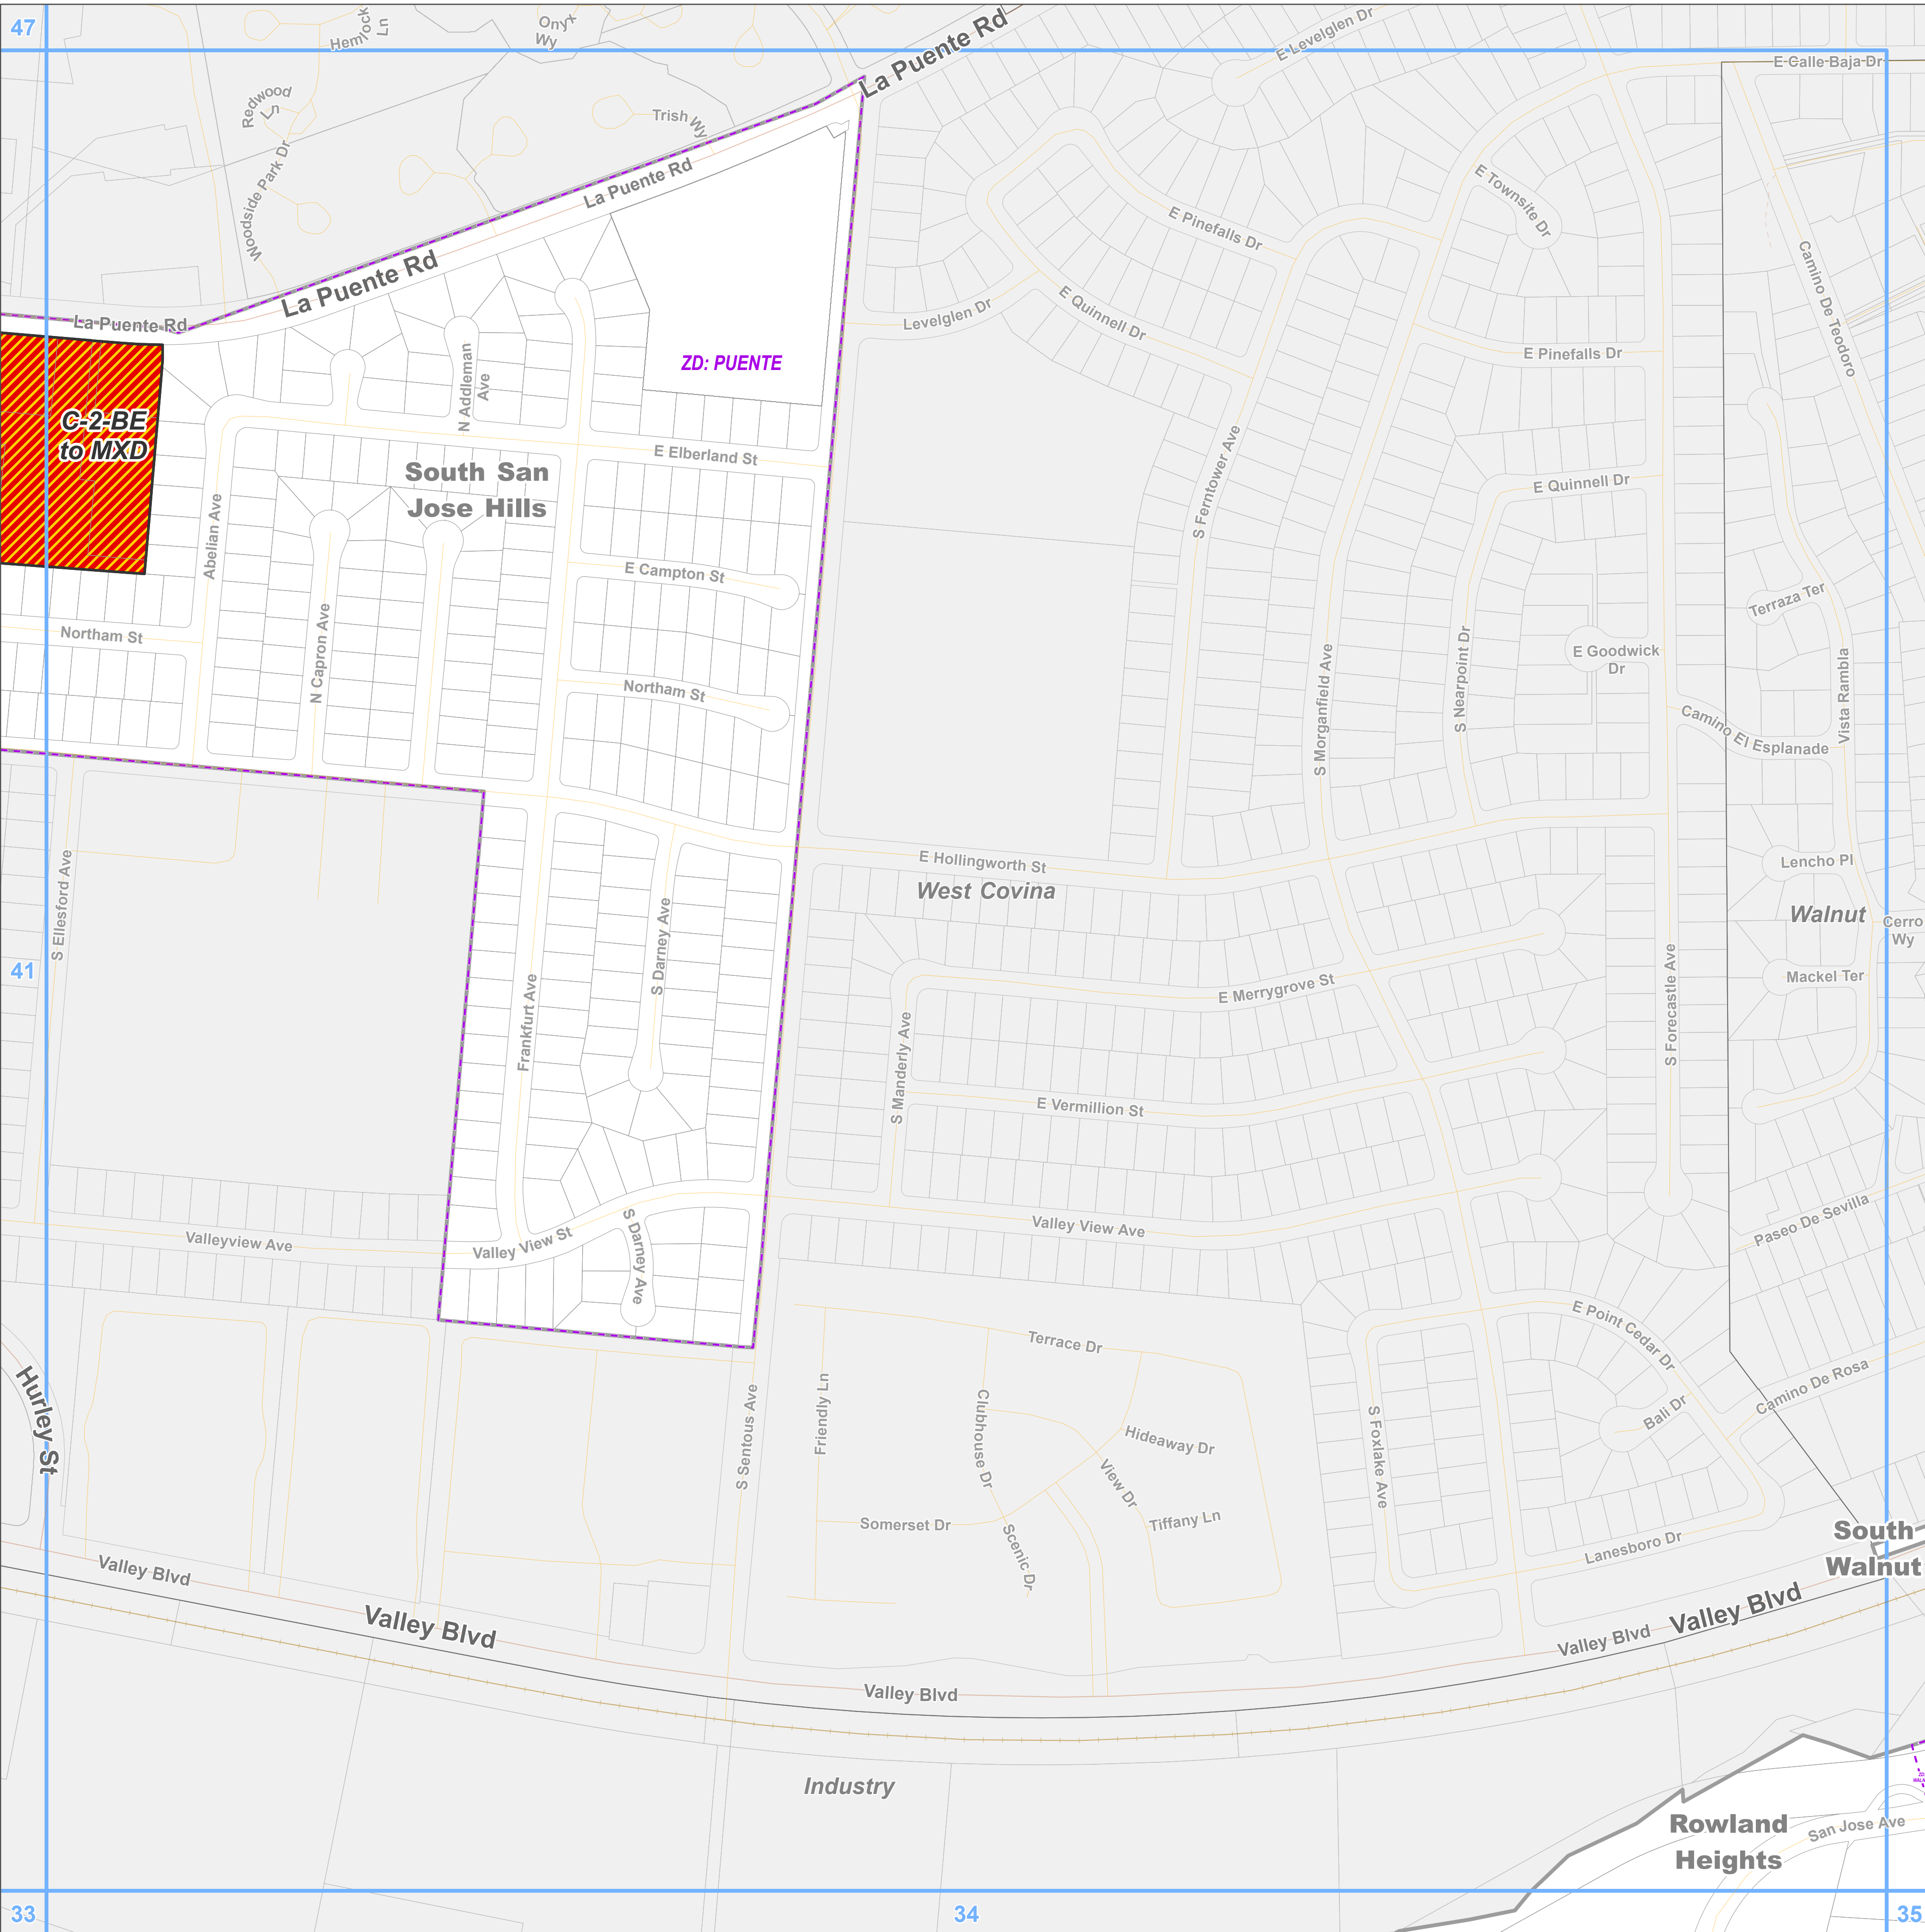 47
Hemlock
Ln
Onyx
Wy
La Puente Rd
E Levelglen Dr
E Calle Baja Dr
Redwood
Ln
Trish Wy
Woodside Park Dr
La Puente Rd
E Townsite Dr
E Pinefalls Dr
Camino De Teodoro
La Puente Rd
La Puente Rd
Levelglen Dr
E Quinnell Dr
E Pinefalls Dr
ZD: PUENTE
N Addleman
Ave
C-2-BE
to MXD
South San
Jose Hills
E Elberland St
S Ferntower Ave
E Quinnell Dr
Abelian Ave
E Campton St
Terraza Ter
Northam St
N Capron Ave
Northam St
S Morganfield Ave
S Nearpoint Dr
E Goodwick
Dr
Vista Rambla
Camino El Esplanade
E Hollingworth St
West Covina
Lencho Pl
Walnut
Cerro
Wy
S Ellesford Ave
41
Frankfurt Ave
S Darney Ave
E Merrygrove St
S Forecastle Ave
Mackel Ter
S Manderly Ave
E Vermillion St
Valleyview Ave
Valley View St
S Darney Ave
Valley View Ave
Paseo De Sevilla
Terrace Dr
E Point Cedar Dr
Camino De Rosa
Bali Dr
Hurley St
S Sentous Ave
Friendly Ln
Clubhouse Dr
Hideaway Dr
View Dr
Tiffany Ln
S Foxlake Ave
Somerset Dr
Scenic Dr
Lanesboro Dr
South
Walnut
Valley Blvd
Valley Blvd
Valley Blvd
Valley Blvd
Valley Blvd
Industry
Rowland
Heights
San Jose Ave
33
34
35